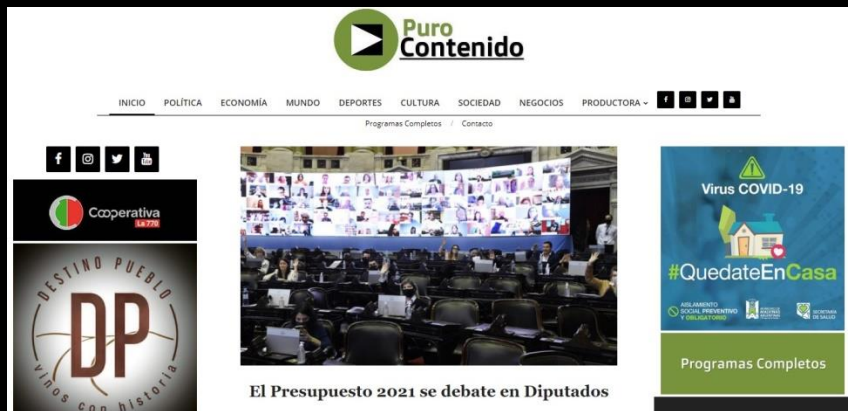 Puro
Contenido
INICIO POLÍTICA ECONOMÍA MUNDO DEPORTES CULTURA SOCIEDAD NEGOCIOS PRODUCTORA
Programas Completos / Contacto
You Tube
Cooperativa
La 770
DESTINO PUEBLO
DP
vinos con historia
El Presupuesto 2021 se debate en Diputados
Virus COVID-19
#QuedateEnCasa
AISLAMIENTO
SOCIAL PREVENTIVO
Y OBLIGATORIO
SECRETARÍA
DE SALUD
Programas Completos